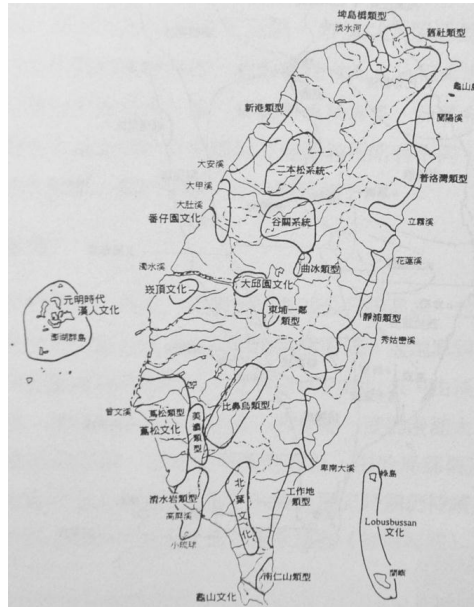 埤島橋類型
淡水河
舊社類型
龜山島
新港類型
蘭陽溪
大安溪
二本松系統
普洛灣類型
大甲溪
大肚溪
番仔園文化
谷關系統
立霧溪
花蓮溪
濁水溪
曲冰類型
崁頂文化
大邱園文化
元明時代
漢人文化
東埔一鄰
類型
靜浦類型
澎湖群島
秀姑巒溪
比鼻烏類型
曾文溪
蔦松類型
蔦松文化
美濃類型
卑南大溪
綠島
清水岩類型
北葉文化
工作地
類型
高屏溪
Lobusbussan
文化
小琉球
蘭嶼
南仁山類型
龜山文化